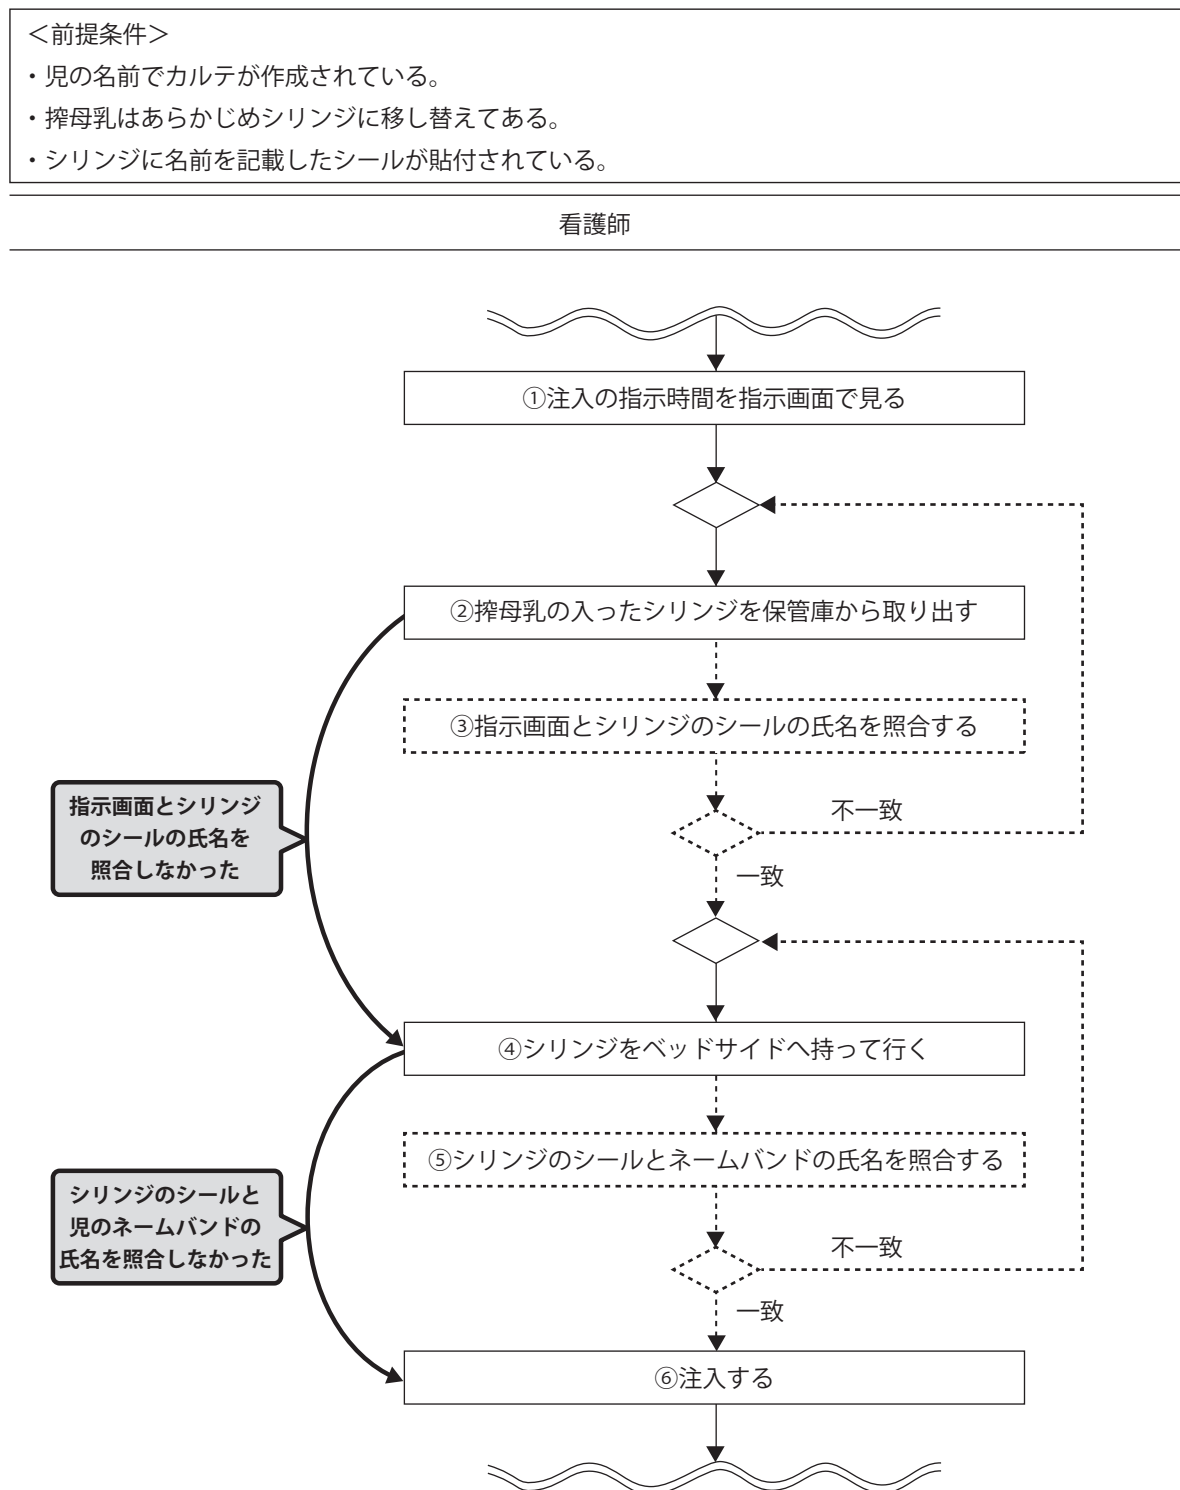 ＜前提条件＞
・児の名前でカルテが作成されている。
・搾母乳はあらかじめシリンジに移し替えてある。
・シリンジに名前を記載したシールが貼付されている。
看護師
①注入の指示時間を指示画面で見る
②搾母乳の入ったシリンジを保管庫から取り出す
③指示画面とシリンジのシールの氏名を照合する
指示画面とシリンジ
のシールの氏名を
照合しなかった
不一致
一致
④シリンジをベッドサイドへ持って行く
⑤シリンジのシールとネームバンドの氏名を照合する
シリンジのシールと
児のネームバンドの
氏名を照合しなかった
不一致
一致
⑥注入する